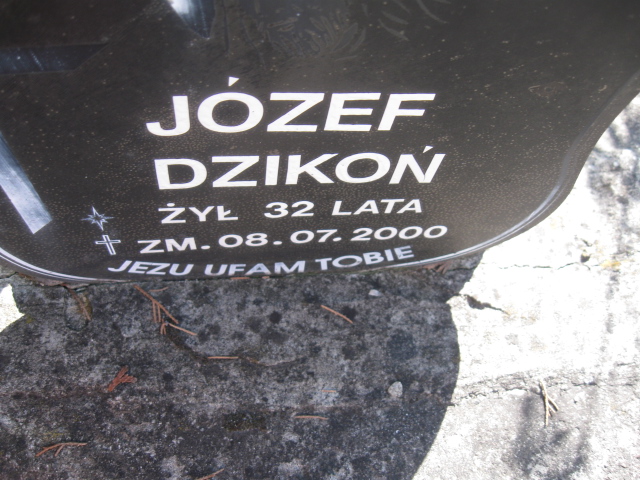 JÓZEF
DZIKOŃ
ŻYŁ 32 LATA
ZM. 08.07.2000
JEZU UFAM TOBIE